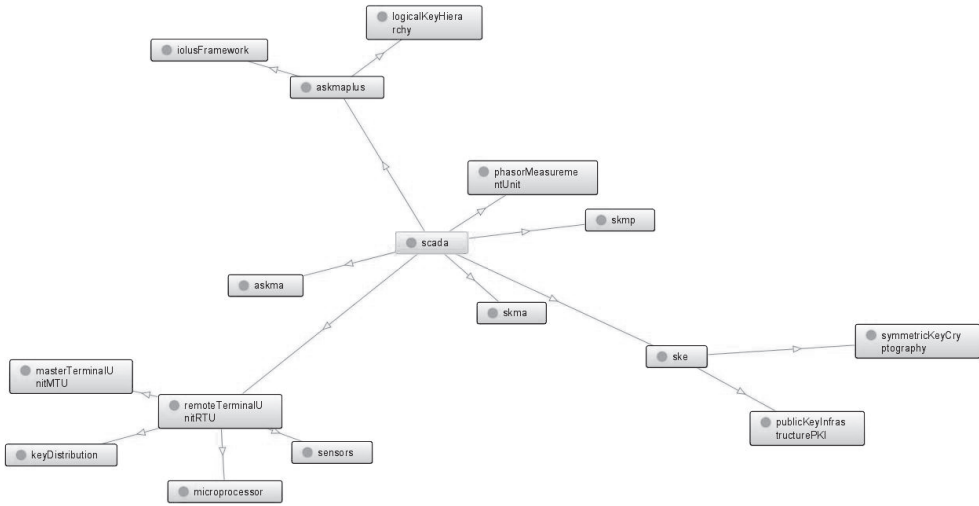 logicalKeyHiera
rchy
iolusFramework
askmaplus
phasorMeasureme
ntUnit
skmp
scada
askma
skma
symmetricKeyCry
ptography
ske
masterTerminalU
nitMTU
remoteTerminalU
nitRTU
publicKeyInfras
tructurePKI
keyDistribution
sensors
microprocessor